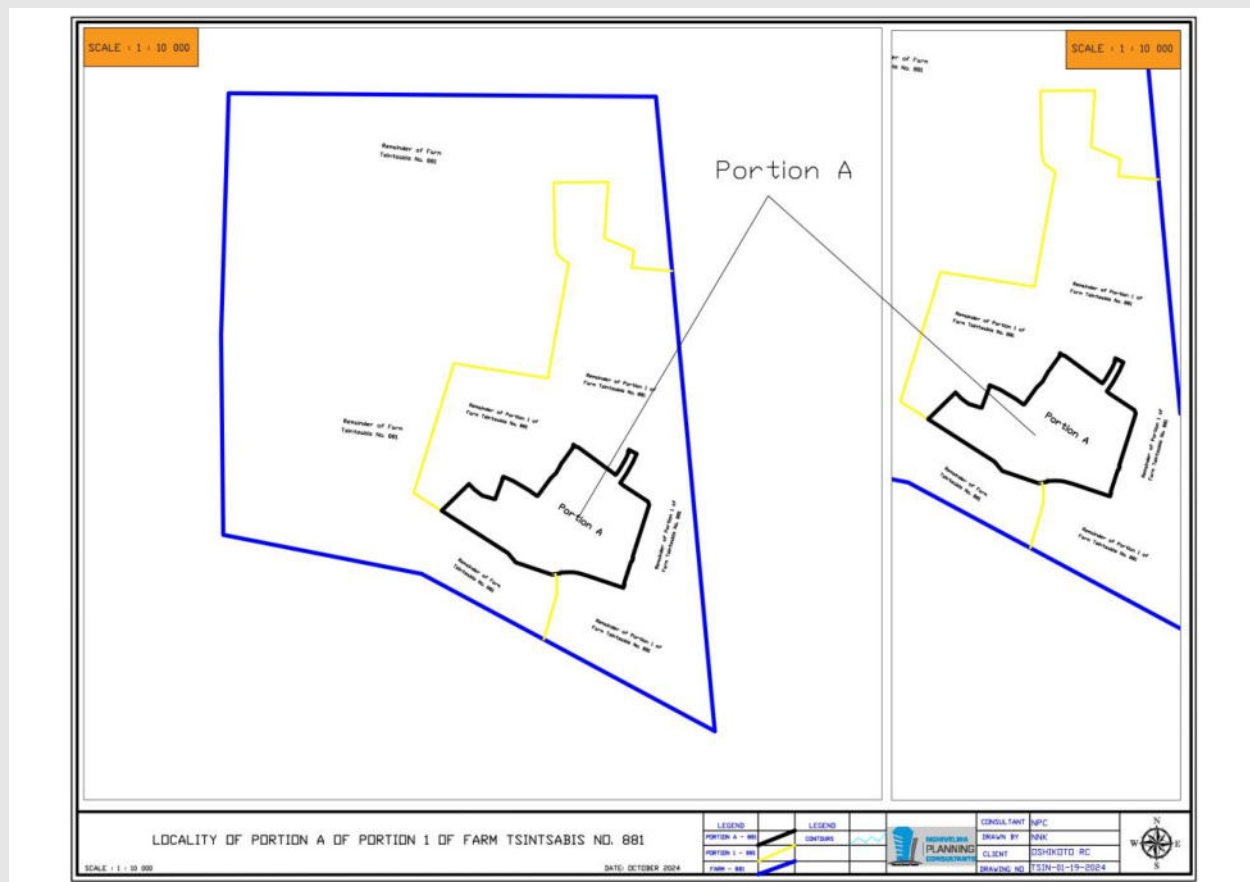 SCALE : 1 : 10 000
Remainder of Farm
Tsintsabis No. 881
Portion A
Remainder of Portion 1 of
Farm Tsintsabis No. 881
Remainder of Portion 1 of
Farm Tsintsabis No. 881
Remainder of Farm
Tsintsabis No. 881
Portion A
Remainder of Portion 1 of
Farm Tsintsabis No. 881
Remainder of Farm
Tsintsabis No. 881
Remainder of Portion 1 of
Farm Tsintsabis No. 881
SCALE : 1 : 10 000
er of Farm
No. 881
Remainder of Portion 1 of
Farm Tsintsabis No. 881
Remainder of Portion 1 of
Farm Tsintsabis No. 881
Portion A
Remainder of Portion 1 of
Farm Tsintsabis No. 881
Remainder of Farm
Tsintsabis No. 881
Remainder of Portion 1 of
Farm Tsintsabis No. 881
LOCALITY OF PORTION A OF PORTION 1 OF FARM TSINTSABIS NO. 881
SCALE : 1 : 10 000
DATE: OCTOBER 2024
LEGEND
PORTION A - 881
PORTION 1 - 881
FARM - 881
LEGEND
CONTOURS
PLANNING
CONSULTANTS
CONSULTANT NPC
DRAWN BY NNK
CLIENT OSHIKOTO RC
DRAWING NO TSIN-01-19-2024
N
W E
S